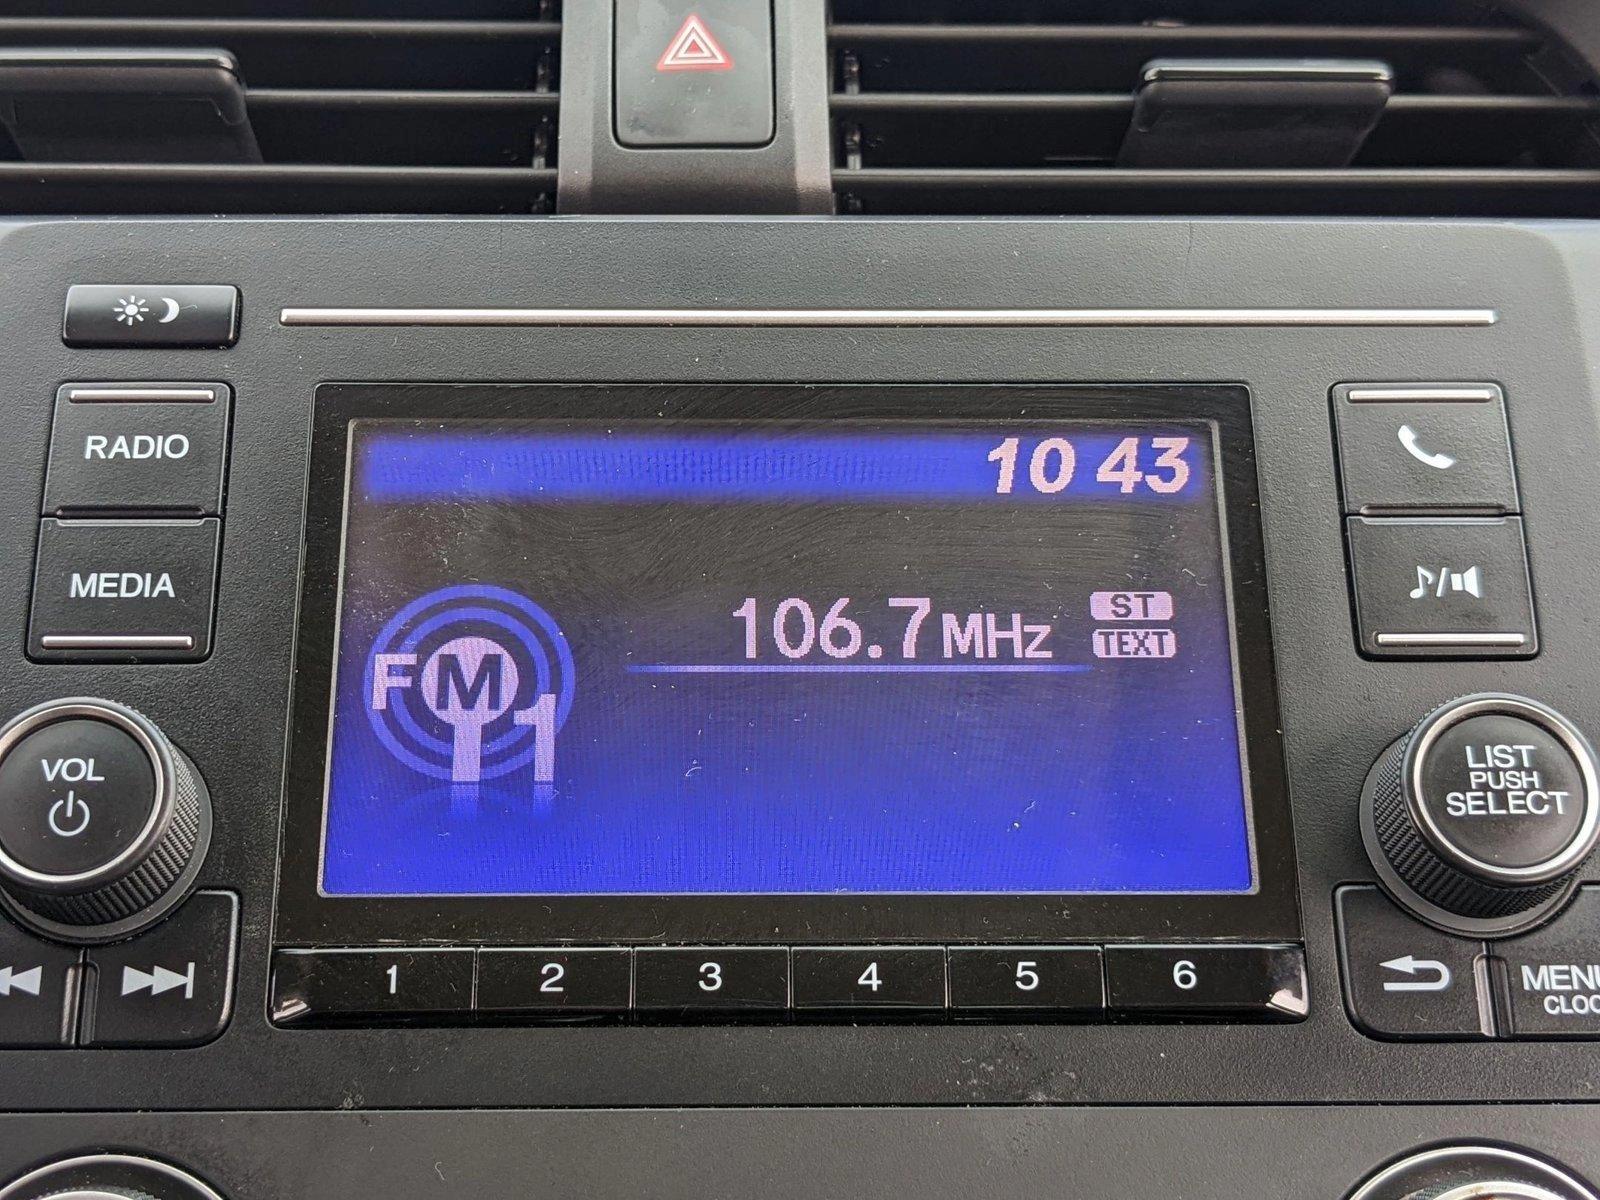 RADIO
MEDIA
VOL
10 43
106.7 MHz
ST
TEXT
FM
1
LIST
PUSH
SELECT
1 2 3 4 5 6
CLOC